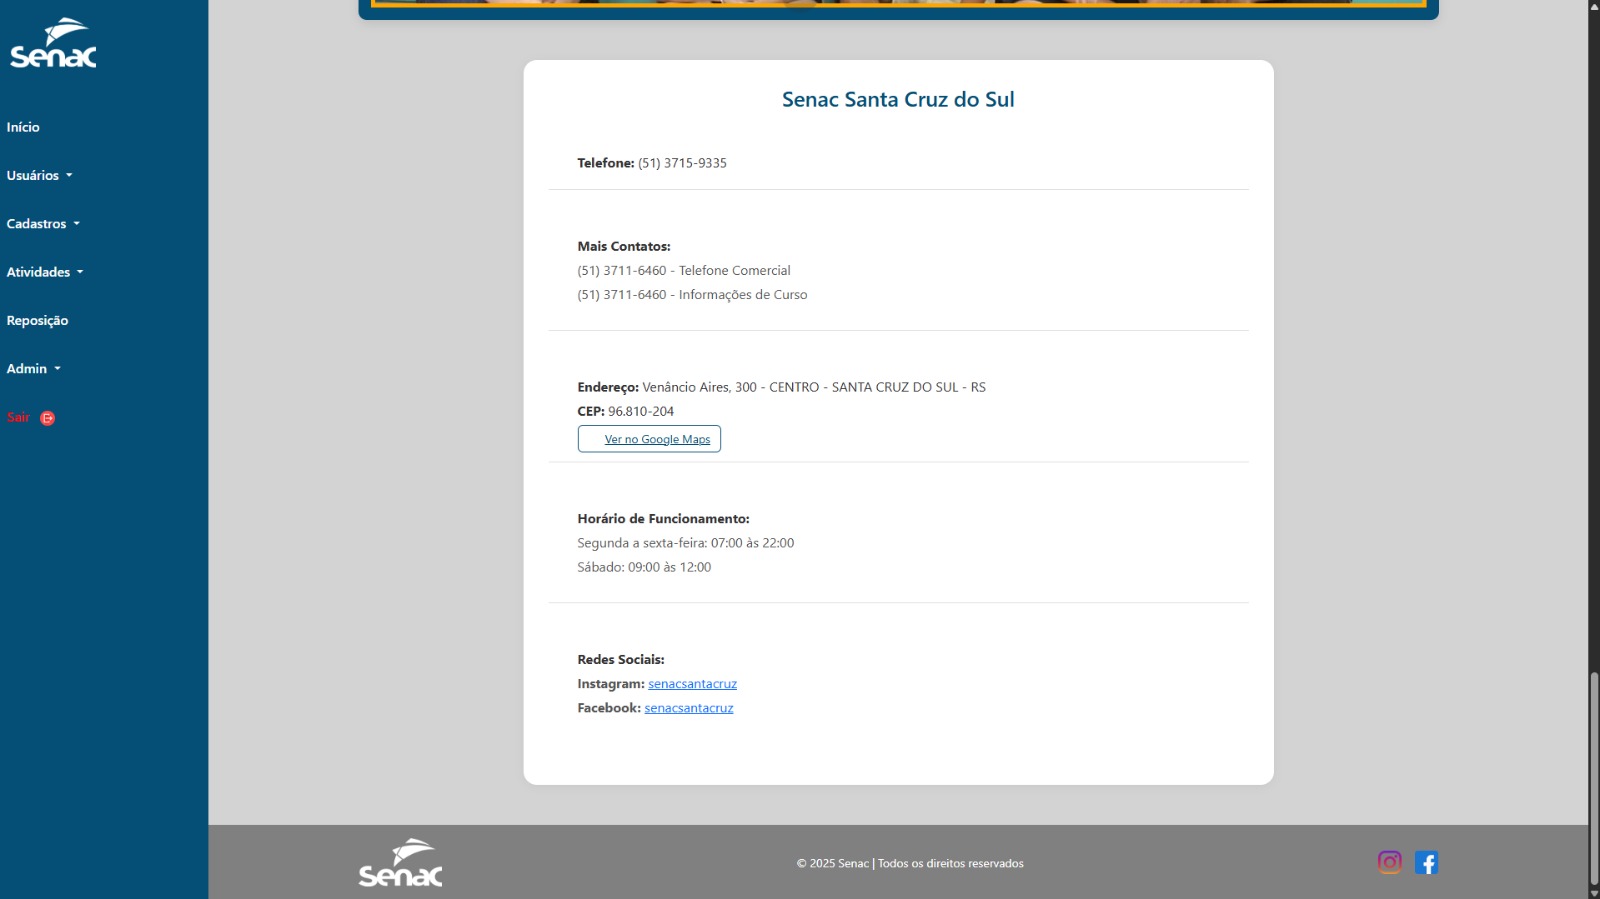 Senac
Início
Usuários
Cadastros
Atividades
Reposição
Admin
Sair
Senac Santa Cruz do Sul
Telefone: (51) 3715-9335
Mais Contatos:
(51) 3711-6460 - Telefone Comercial
(51) 3711-6460 - Informações de Curso
Endereço: Venâncio Aires, 300 - CENTRO - SANTA CRUZ DO SUL - RS
CEP: 96.810-204
Ver no Google Maps
Horário de Funcionamento:
Segunda a sexta-feira: 07:00 às 22:00
Sábado: 09:00 às 12:00
Redes Sociais:
Instagram: senacsantacruz
Facebook: senacsantacruz
Senac
© 2025 Senac | Todos os direitos reservados